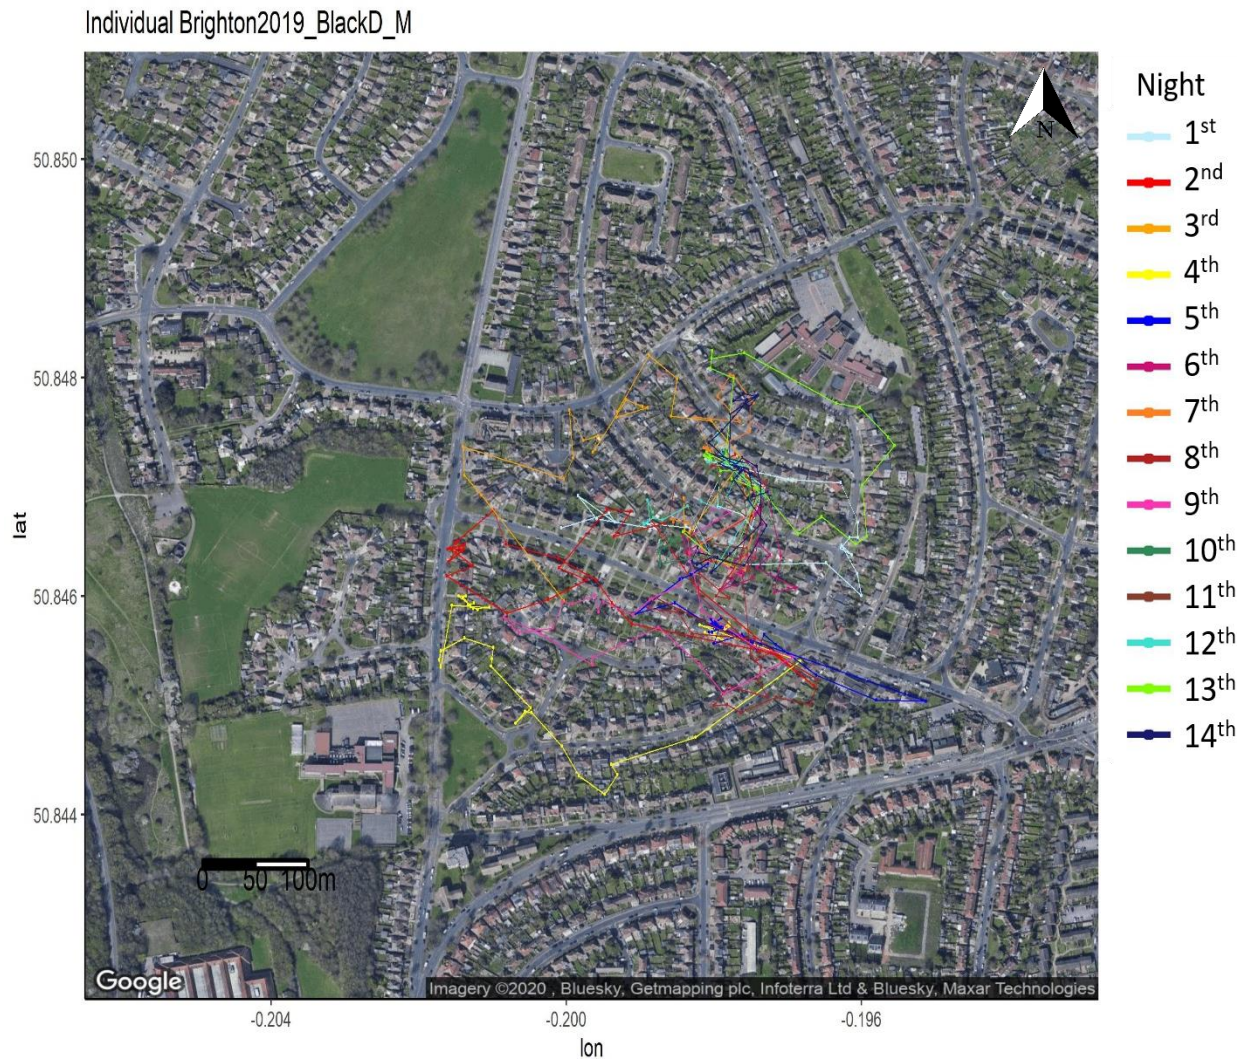 Individual Brighton2019_BlackD_M
Night
1st
2nd
3rd
4th
5th
6th
7th
8th
9th
10th
11th
12th
13th
14th
N
50.850
50.848
50.846
50.844
lat
0 50 100m
Google
Imagery ©2020 , Bluesky, Getmapping plc, Infoterra Ltd & Bluesky, Maxar Technologies
-0.204 -0.200 -0.196
lon